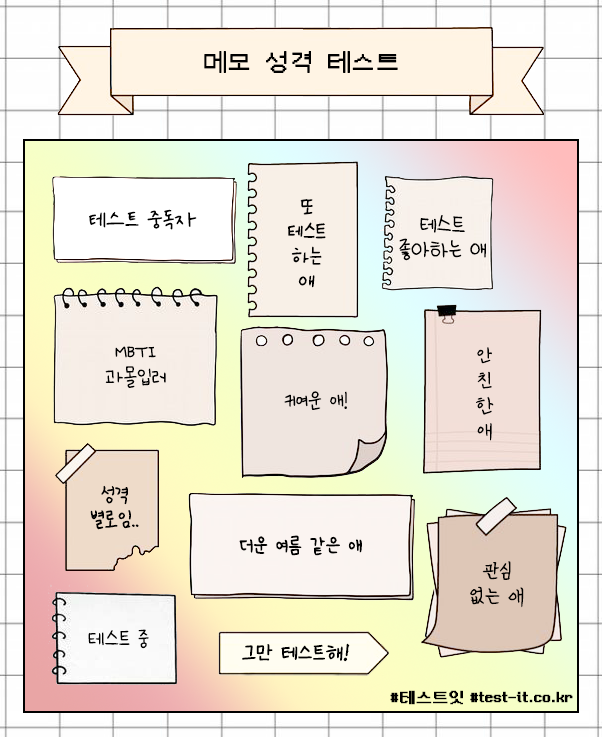 메모 성격 테스트
테스트 중독자
또
테스트
하는
애
테스트
좋아하는 애
MBTI
과몰입러
귀여운 애!
안
친
한
애
성격
별로임..
더운 여름 같은 애
관심
없는 애
테스트 중
그만 테스트해!
#테스트잇 #test-it.co.kr